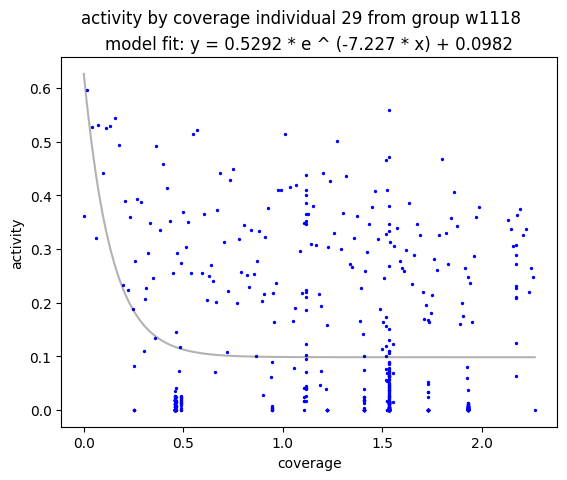 activity by coverage individual 29 from group w1118
model fit: y = 0.5292 * e ^ (-7.227 * x) + 0.0982
activity
0.6
0.5
0.4
0.3
0.2
0.1
0.0
0.0 0.5 1.0 1.5 2.0
coverage